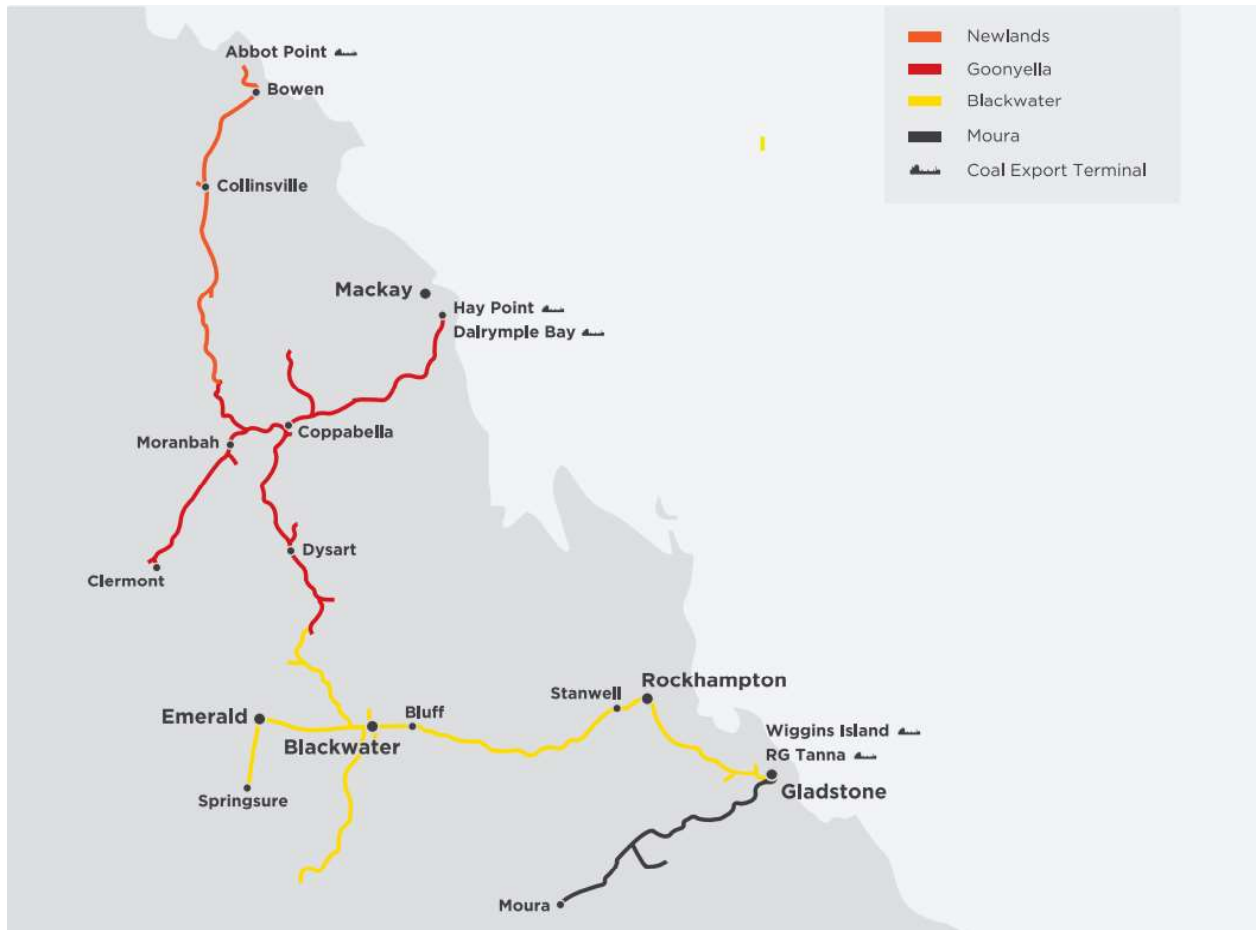 Abbot Point
Bowen
Collinsville
Mackay
Hay Point
Dalrymple Bay
Coppabella
Moranbah
Dysart
Clermont
Rockhampton
Stanwell
Emerald
Bluff
Blackwater
Wiggins Island
RG Tanna
Gladstone
Springsure
Moura
Newlands
Goonyella
Blackwater
Moura
Coal Export Terminal